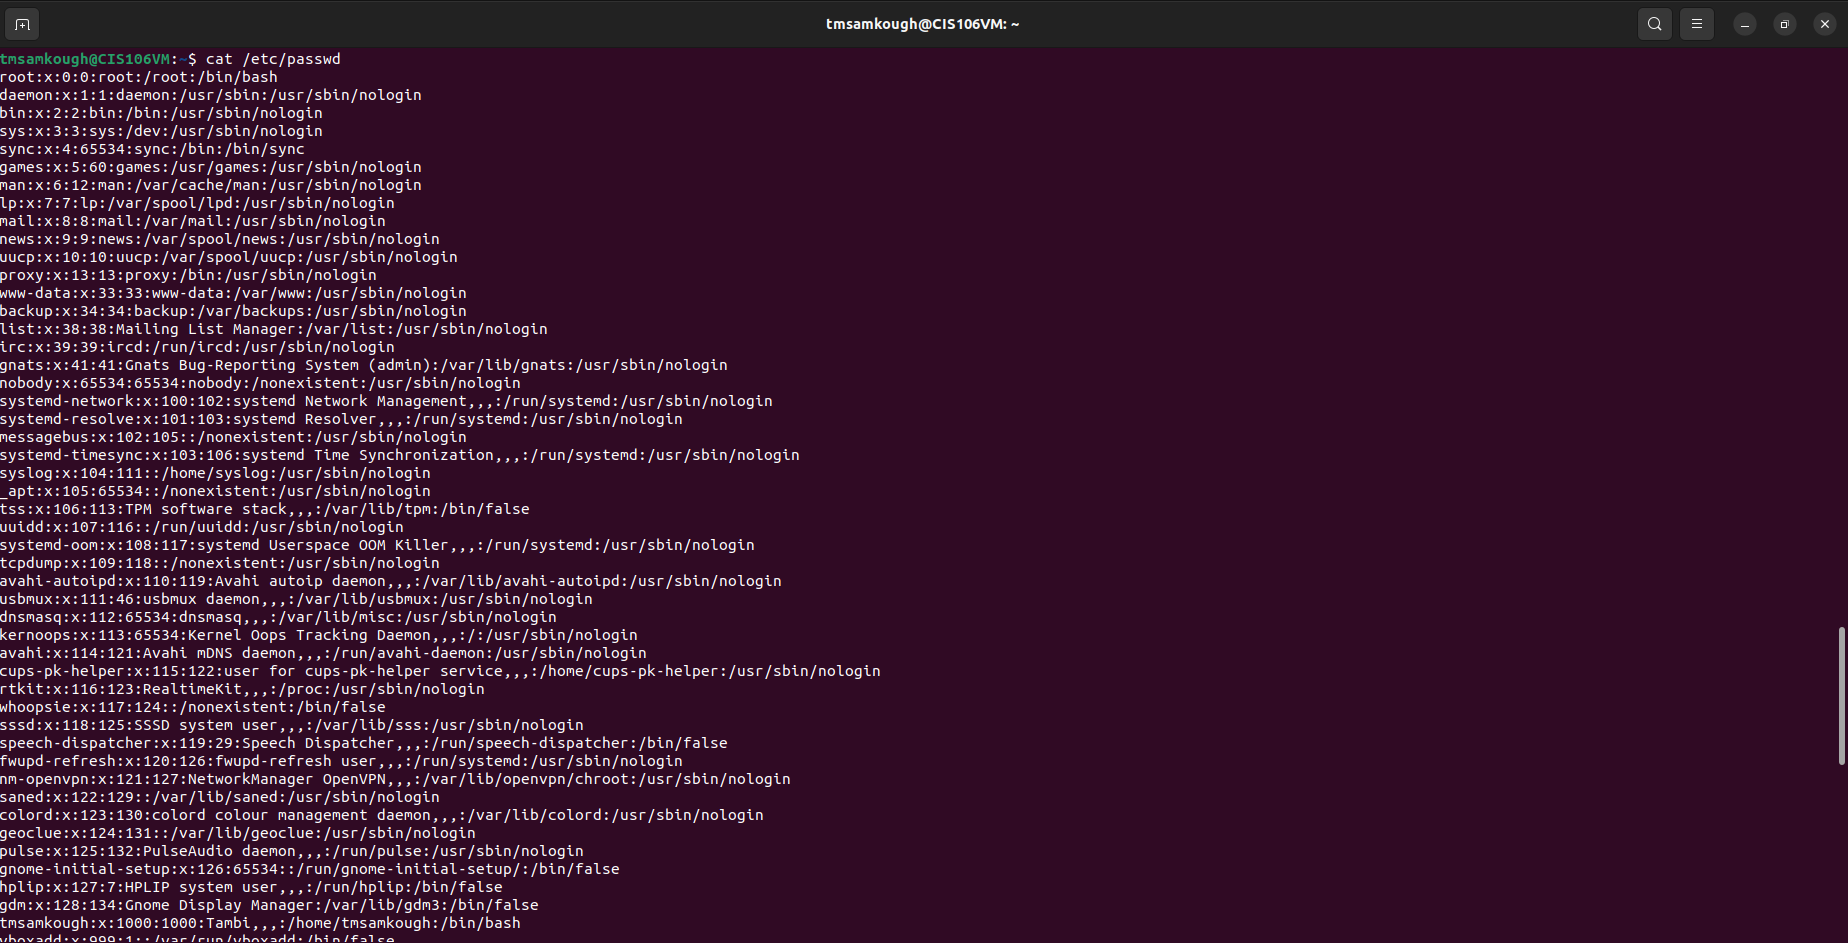 tmsamkough@CIS106VM: ~
tmsamkough@CIS106VM:~$ cat /etc/passwd
root:x:0:0:root:/root:/bin/bash
daemon:x:1:1:daemon:/usr/sbin:/usr/sbin/nologin
bin:x:2:2:bin:/bin:/usr/sbin/nologin
sys:x:3:3:sys:/dev:/usr/sbin/nologin
sync:x:4:65534:sync:/bin:/bin/sync
games:x:5:60:games:/usr/games:/usr/sbin/nologin
man:x:6:12:man:/var/cache/man:/usr/sbin/nologin
lp:x:7:7:lp:/var/spool/lpd:/usr/sbin/nologin
mail:x:8:8:mail:/var/mail:/usr/sbin/nologin
news:x:9:9:news:/var/spool/news:/usr/sbin/nologin
uucp:x:10:10:uucp:/var/spool/uucp:/usr/sbin/nologin
proxy:x:13:13:proxy:/bin:/usr/sbin/nologin
www-data:x:33:33:www-data:/var/www:/usr/sbin/nologin
backup:x:34:34:backup:/var/backups:/usr/sbin/nologin
list:x:38:38:Mailing List Manager:/var/list:/usr/sbin/nologin
irc:x:39:39:ircd:/run/ircd:/usr/sbin/nologin
gnats:x:41:41:Gnats Bug-Reporting System (admin):/var/lib/gnats:/usr/sbin/nologin
nobody:x:65534:65534:nobody:/nonexistent:/usr/sbin/nologin
systemd-network:x:100:102:systemd Network Management,,,:/run/systemd:/usr/sbin/nologin
systemd-resolve:x:101:103:systemd Resolver,,,:/run/systemd:/usr/sbin/nologin
messagebus:x:102:105::/nonexistent:/usr/sbin/nologin
systemd-timesync:x:103:106:systemd Time Synchronization,,,:/run/systemd:/usr/sbin/nologin
syslog:x:104:111::/home/syslog:/usr/sbin/nologin
_apt:x:105:65534::/nonexistent:/usr/sbin/nologin
tss:x:106:113:TPM software stack,,,:/var/lib/tpm:/bin/false
uuidd:x:107:116::/run/uuidd:/usr/sbin/nologin
systemd-oom:x:108:117:systemd Userspace OOM Killer,,,:/run/systemd:/usr/sbin/nologin
tcpdump:x:109:118::/nonexistent:/usr/sbin/nologin
avahi-autoipd:x:110:119:Avahi autoip daemon,,,:/var/lib/avahi-autoipd:/usr/sbin/nologin
usbmux:x:111:46:usbmux daemon,,,:/var/lib/usbmux:/usr/sbin/nologin
dnsmasq:x:112:65534:dnsmasq,,,:/var/lib/misc:/usr/sbin/nologin
kernoops:x:113:65534:Kernel Oops Tracking Daemon,,,:/:/usr/sbin/nologin
avahi:x:114:121:Avahi mDNS daemon,,,:/run/avahi-daemon:/usr/sbin/nologin
cups-pk-helper:x:115:122:user for cups-pk-helper service,,,:/home/cups-pk-helper:/usr/sbin/nologin
rtkit:x:116:123:RealtimeKit,,,:/proc:/usr/sbin/nologin
whoopsie:x:117:124::/nonexistent:/bin/false
sssd:x:118:125:SSSD system user,,,:/var/lib/sss:/usr/sbin/nologin
speech-dispatcher:x:119:29:Speech Dispatcher,,,:/run/speech-dispatcher:/bin/false
fwupd-refresh:x:120:126:fwupd-refresh user,,,:/run/systemd:/usr/sbin/nologin
nm-openvpn:x:121:127:NetworkManager OpenVPN,,,:/var/lib/openvpn/chroot:/usr/sbin/nologin
saned:x:122:129::/var/lib/saned:/usr/sbin/nologin
colord:x:123:130:colord colour management daemon,,,:/var/lib/colord:/usr/sbin/nologin
geoclue:x:124:131::/var/lib/geoclue:/usr/sbin/nologin
pulse:x:125:132:PulseAudio daemon,,,:/run/pulse:/usr/sbin/nologin
gnome-initial-setup:x:126:65534::/run/gnome-initial-setup/:/bin/false
hplip:x:127:7:HPLIP system user,,,:/run/hplip:/bin/false
gdm:x:128:134:Gnome Display Manager:/var/lib/gdm3:/bin/false
tmsamkough:x:1000:1000:Tambi,,,:/home/tmsamkough:/bin/bash
vboxadd:x:999:1::/var/run/vboxadd:/bin/false